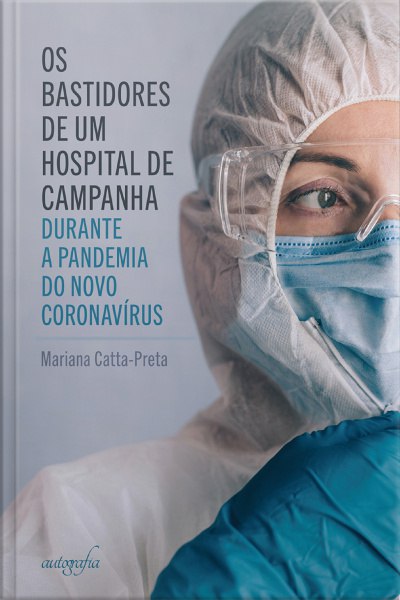 OS
BASTIDORES
DE UM
HOSPITAL DE
CAMPANHA
DURANTE
A PANDEMIA
DO NOVO
CORONAVÍRUS
Mariana Catta-Preta
autografia